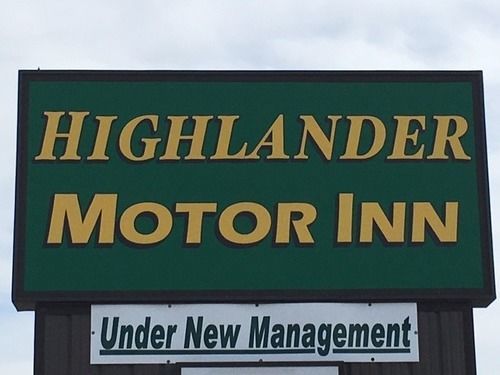 HIGHLANDER
MOTOR INN
Under New Management